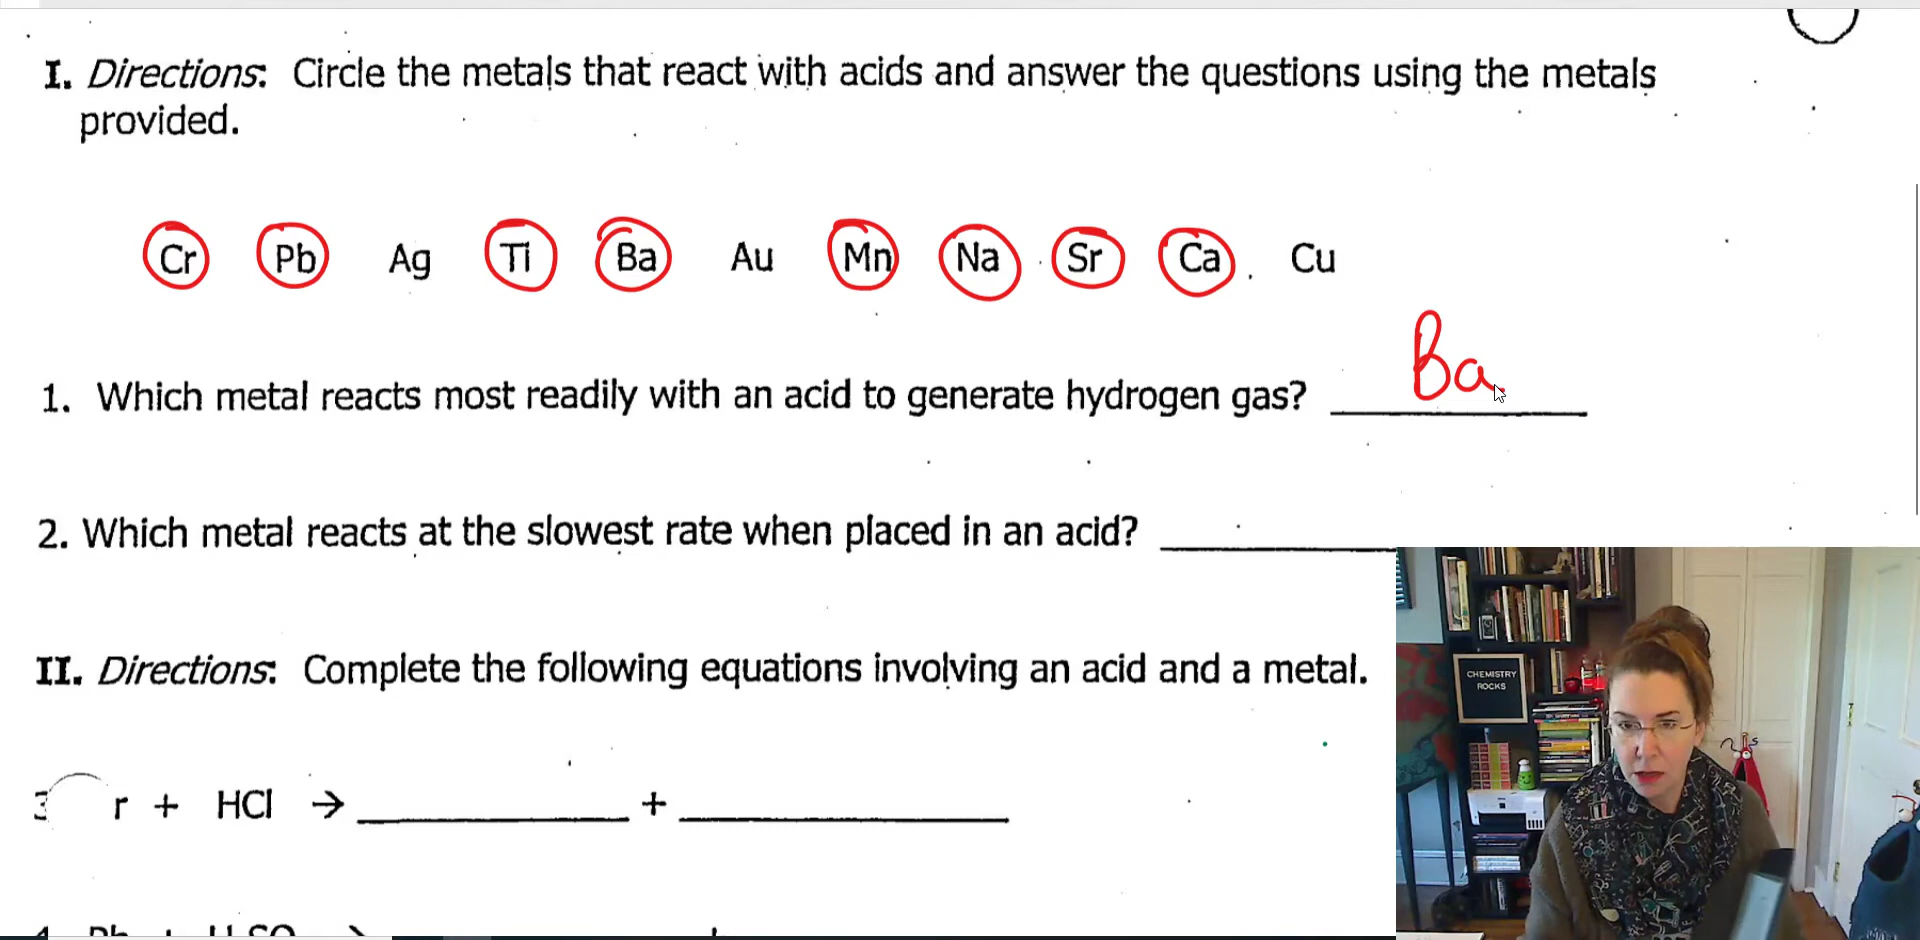 I. Directions: Circle the metals that react with acids and answer the questions using the metals
provided.
Cr Pb Ag Ti Ba Au Mn Na Sr Ca Cu
Ba
1. Which metal reacts most readily with an acid to generate hydrogen gas?
2. Which metal reacts at the slowest rate when placed in an acid?
II. Directions: Complete the following equations involving an acid and a metal.
CHEMISTRY
ROCKS
r + HCl → ____ + ____